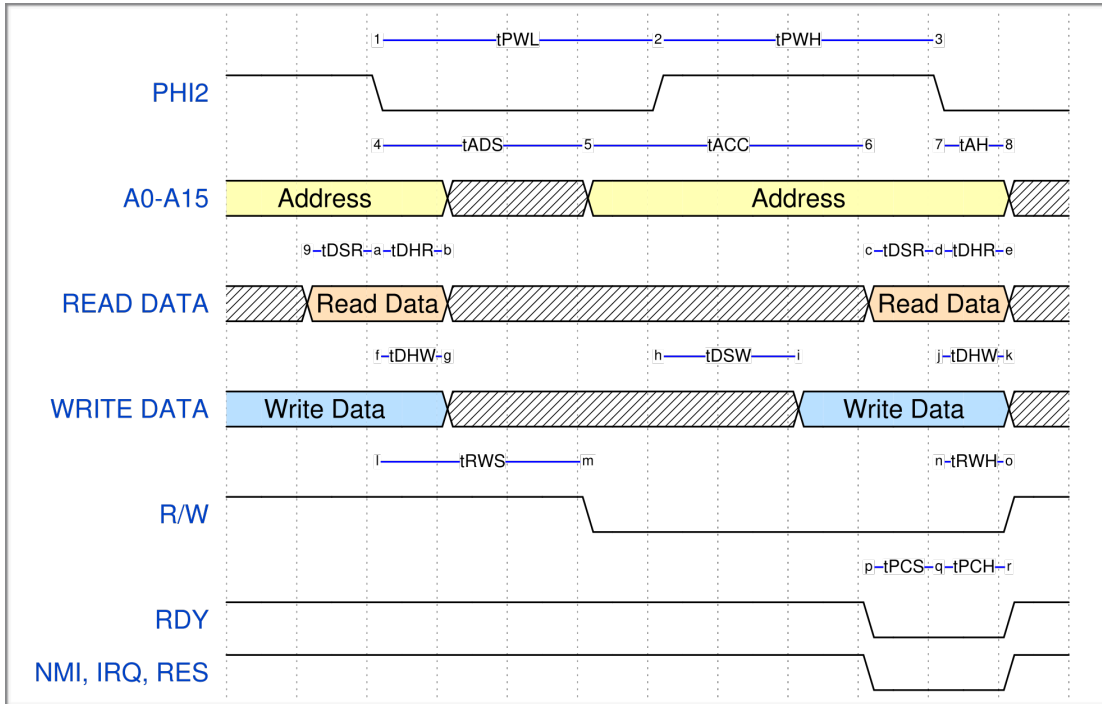 1 tPWL 2 tPWH 3
PHI2
4 tADS 5 tACC 6 7 tAH 8
A0-A15 Address Address
9 tDSR a tDHR b c tDSR d tDHR e
READ DATA Read Data Read Data
f tDHW g h tDSW i j tDHW k
WRITE DATA Write Data Write Data
l tRWS m n tRWH o
R/W
p tPCS q tPCH r
RDY
NMI, IRQ, RES